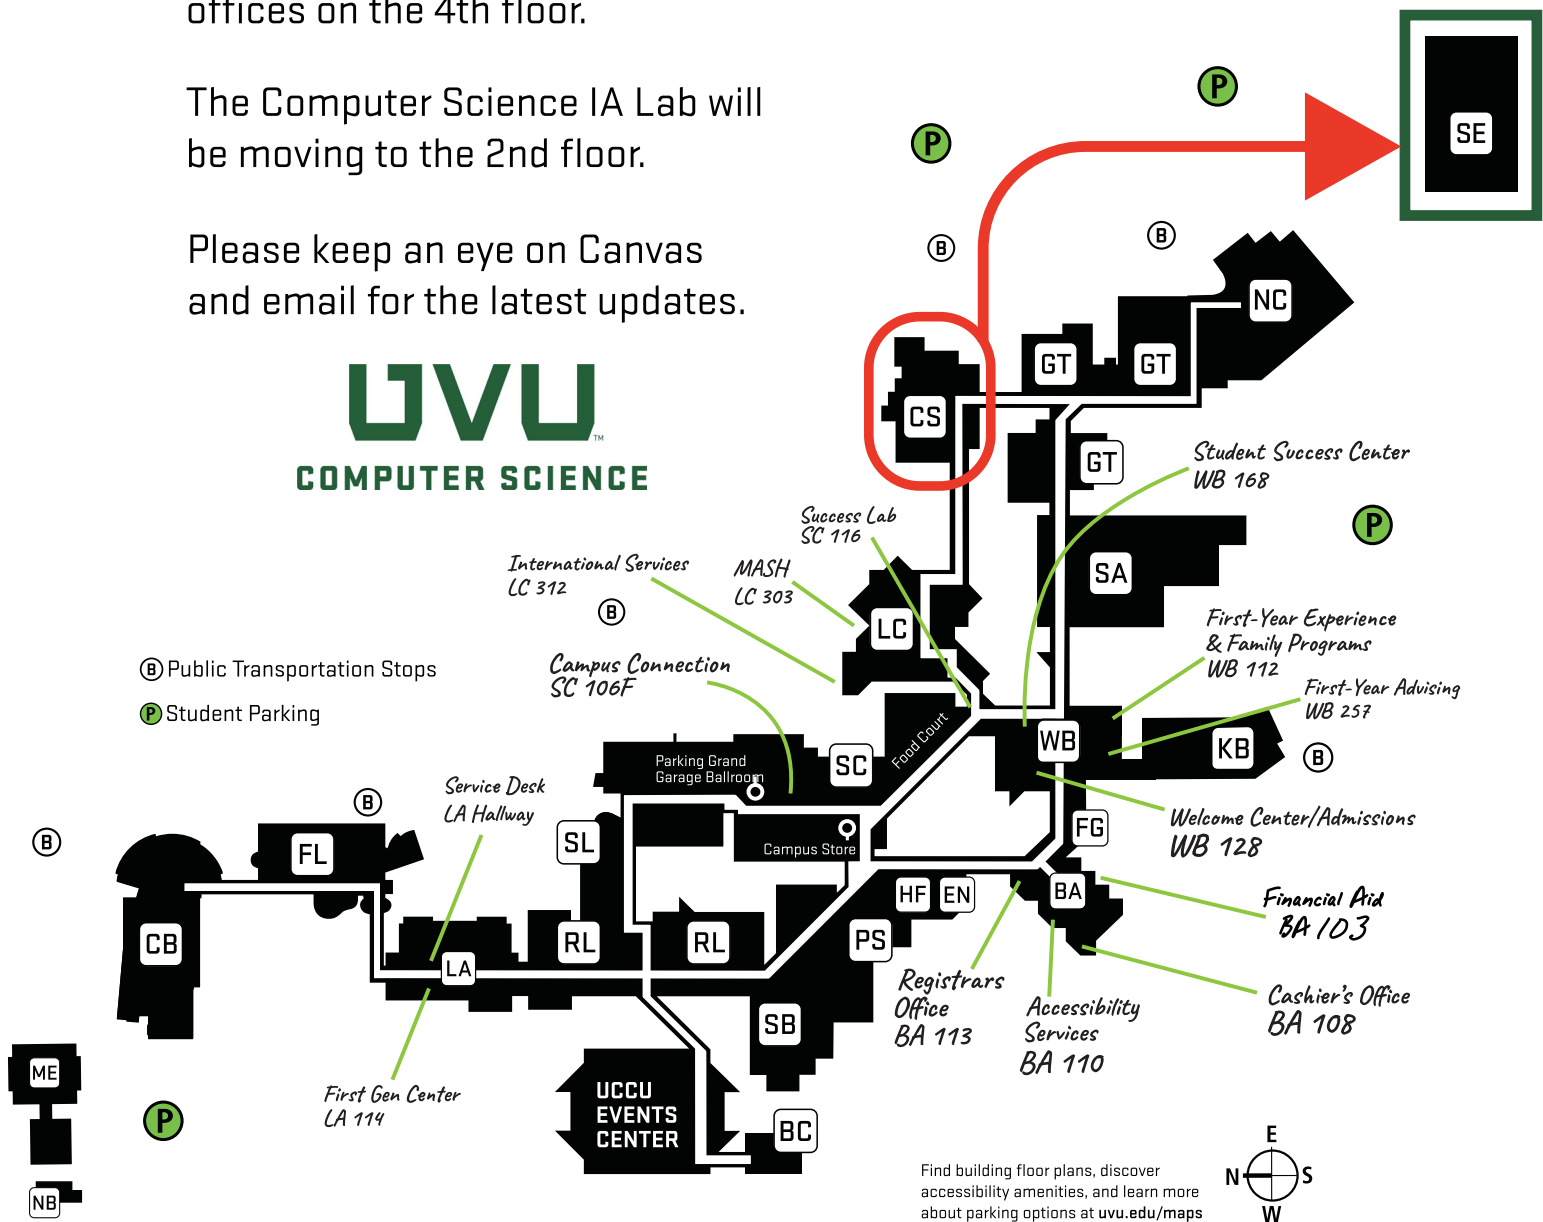 offices on the 4th floor.
The Computer Science IA Lab will
be moving to the 2nd floor.
Please keep an eye on Canvas
and email for the latest updates.
UVU
TM
COMPUTER SCIENCE
P
P
SE
B
B
NC
GT
GT
CS
GT
Student Success Center
WB 168
P
Success Lab
SC 116
International Services
LC 312
MASH
LC 303
SA
B
LC
First-Year Experience
& Family Programs
WB 112
Campus Connection
SC 106F
B Public Transportation Stops
P Student Parking
First-Year Advising
WB 257
Food Court
WB
KB
B
SC
Parking Grand
Garage Ballroom
Service Desk
LA Hallway
B
B
Welcome Center/Admissions
WB 128
FG
SL
Campus Store
FL
HF
EN
BA
Financial Aid
BA 103
CB
RL
RL
PS
LA
Registrars
Office
BA 113
Accessibility
Services
BA 110
Cashier's Office
BA 108
SB
ME
First Gen Center
LA 114
P
UCCU
EVENTS
CENTER
BC
NB
Find building floor plans, discover
accessibility amenities, and learn more
about parking options at uvu.edu/maps
E
N
S
W